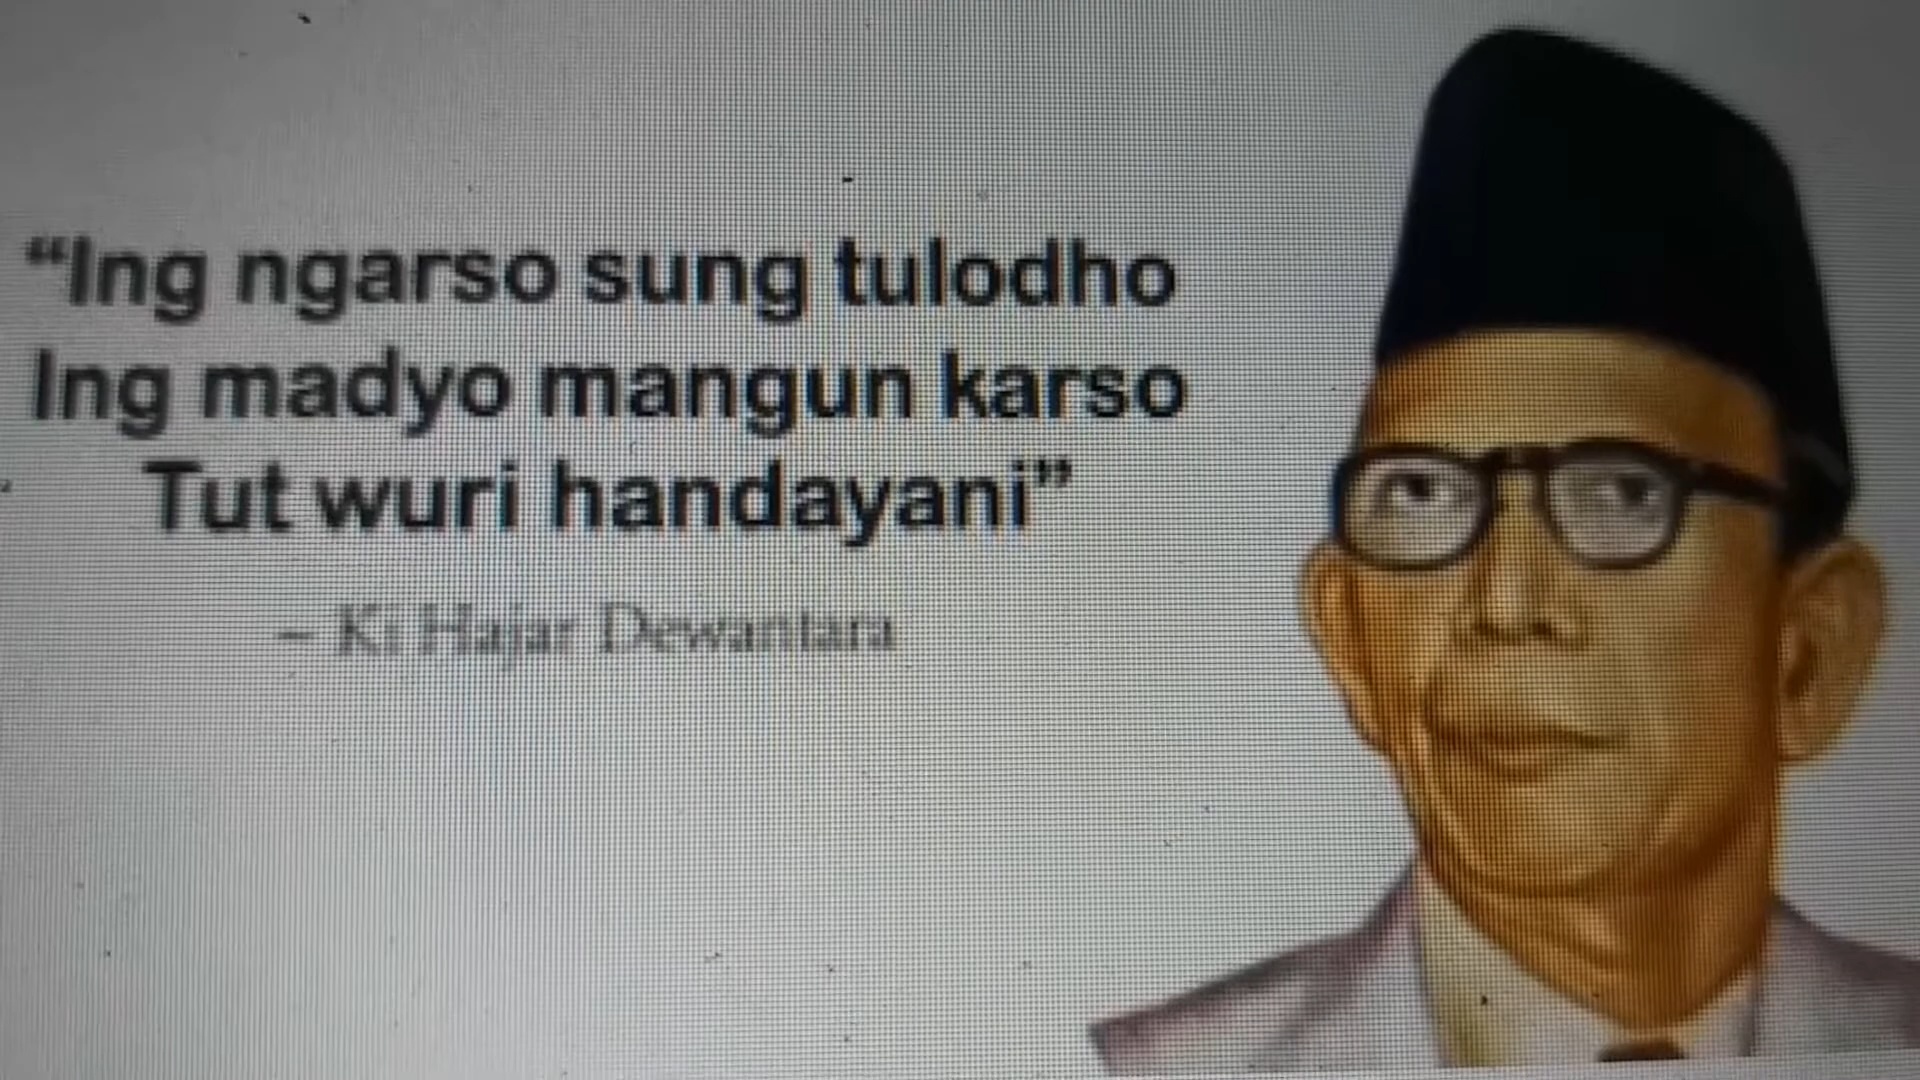 “Ing ngarso sung tulodho
Ing madyo mangun karso
Tut wuri handayani”
– Ki Hajar Dewantara